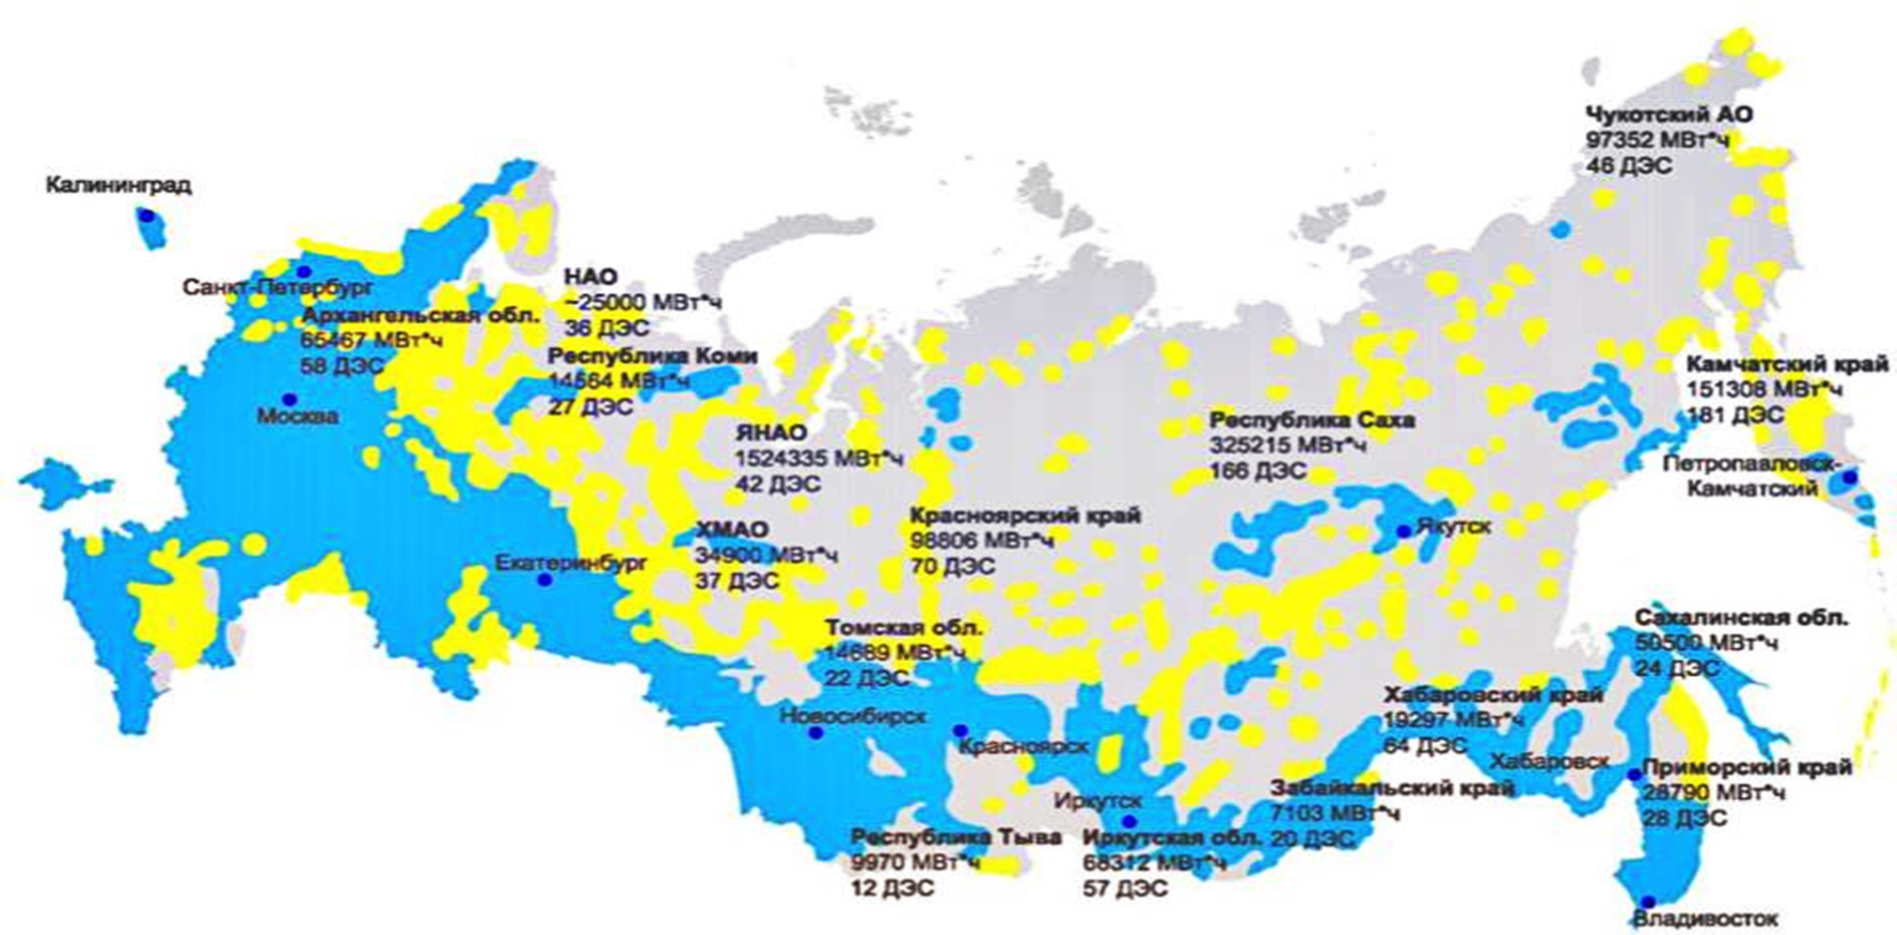 Чукотский АО
97352 МВт*ч
46 ДЭС
Калининград
Санкт-Петербург
НАО
~25000 МВт*ч
36 ДЭС
Архангельская обл.
65467 МВт*ч
58 ДЭС
Республика Коми
14564 МВт*ч
27 ДЭС
Москва
Камчатский край
151308 МВт*ч
181 ДЭС
Республика Саха
325215 МВт*ч
166 ДЭС
ЯНАО
1524335 МВт*ч
42 ДЭС
Петропавловск-
Камчатский
ХМАО
34900 МВт*ч
37 ДЭС
Красноярский край
98806 МВт*ч
70 ДЭС
Якутск
Екатеринбург
Томская обл.
14689 МВт*ч
22 ДЭС
Сахалинская обл.
50500 МВт*ч
24 ДЭС
Хабаровский край
19297 МВт*ч
64 ДЭС
Новосибирск
Красноярск
Хабаровск
Приморский край
28790 МВт*ч
28 ДЭС
Иркутск
Забайкальский край
7103 МВт*ч
20 ДЭС
Республика Тыва
9970 МВт*ч
12 ДЭС
Иркутская обл.
68312 МВт*ч
57 ДЭС
Владивосток